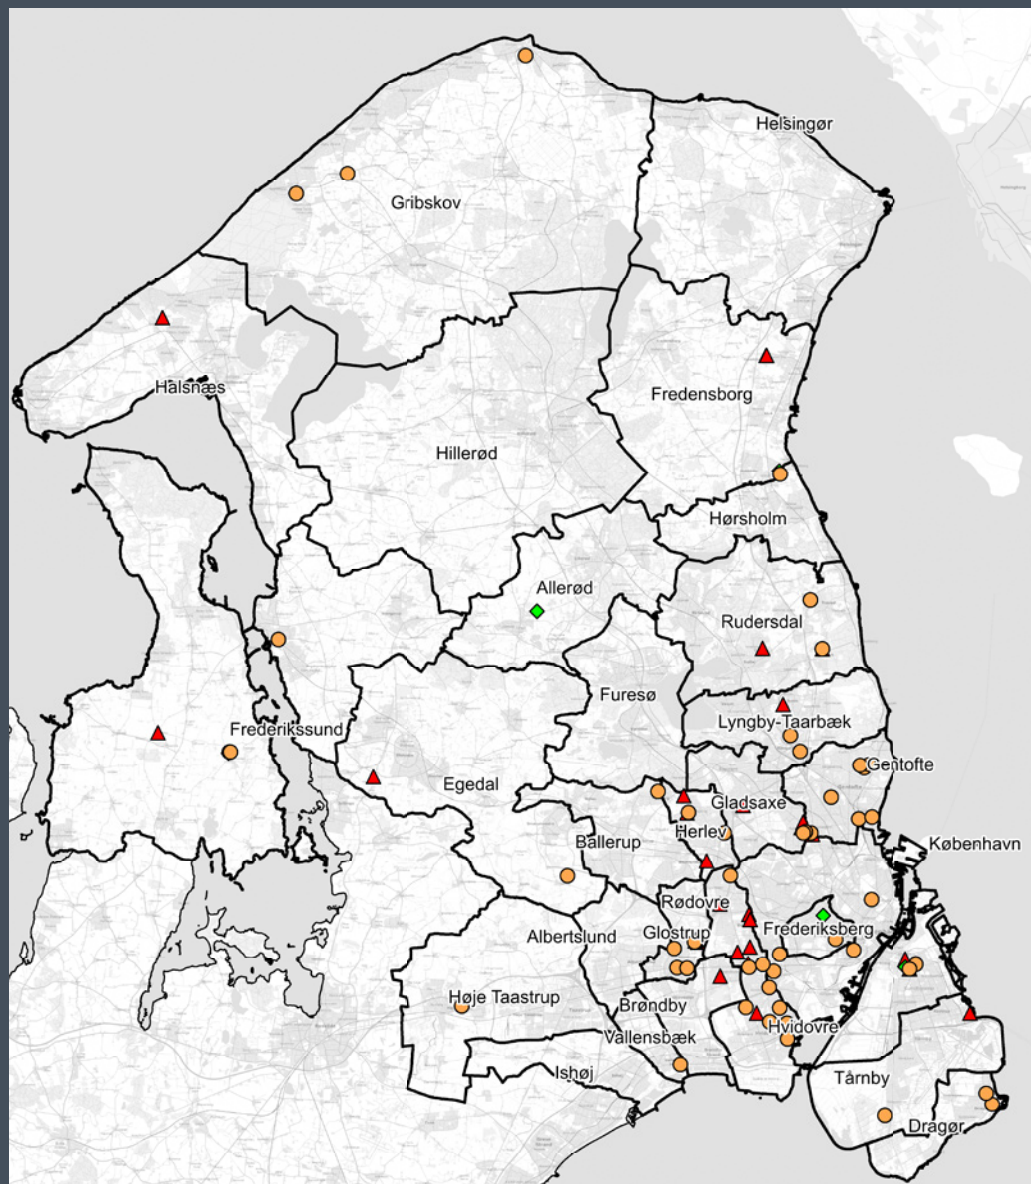 Helsingør
Gribskov
Halsnæs
Fredensborg
Hillerød
Hørsholm
Allerød
Rudersdal
Furesø
Lyngby-Taarbæk
Frederikssund
Gentofte
Egedal
Gladsaxe
Herlev
Ballerup
København
Rødovre
Frederiksberg
Glostrup
Albertslund
Høje Taastrup
Brøndby
Hvidovre
Vallensbæk
Ishøj
Tårnby
Dragør